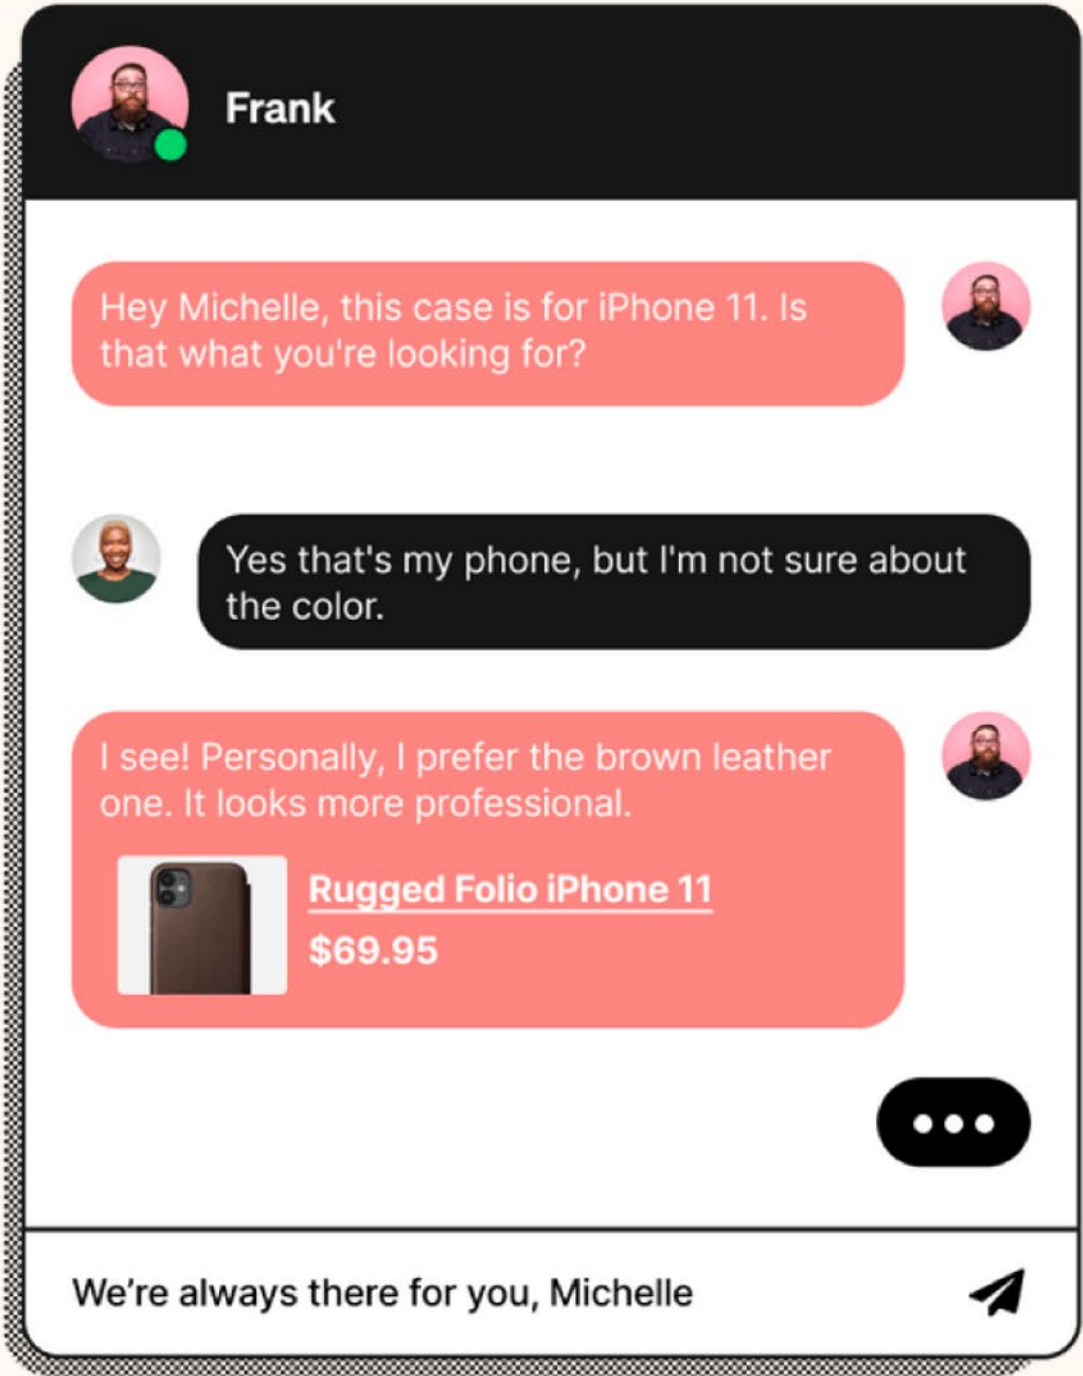 Frank
Hey Michelle, this case is for iPhone 11. Is
that what you're looking for?
Yes that's my phone, but I'm not sure about
the color.
I see! Personally, I prefer the brown leather
one. It looks more professional.
Rugged Folio iPhone 11
$69.95
We’re always there for you, Michelle